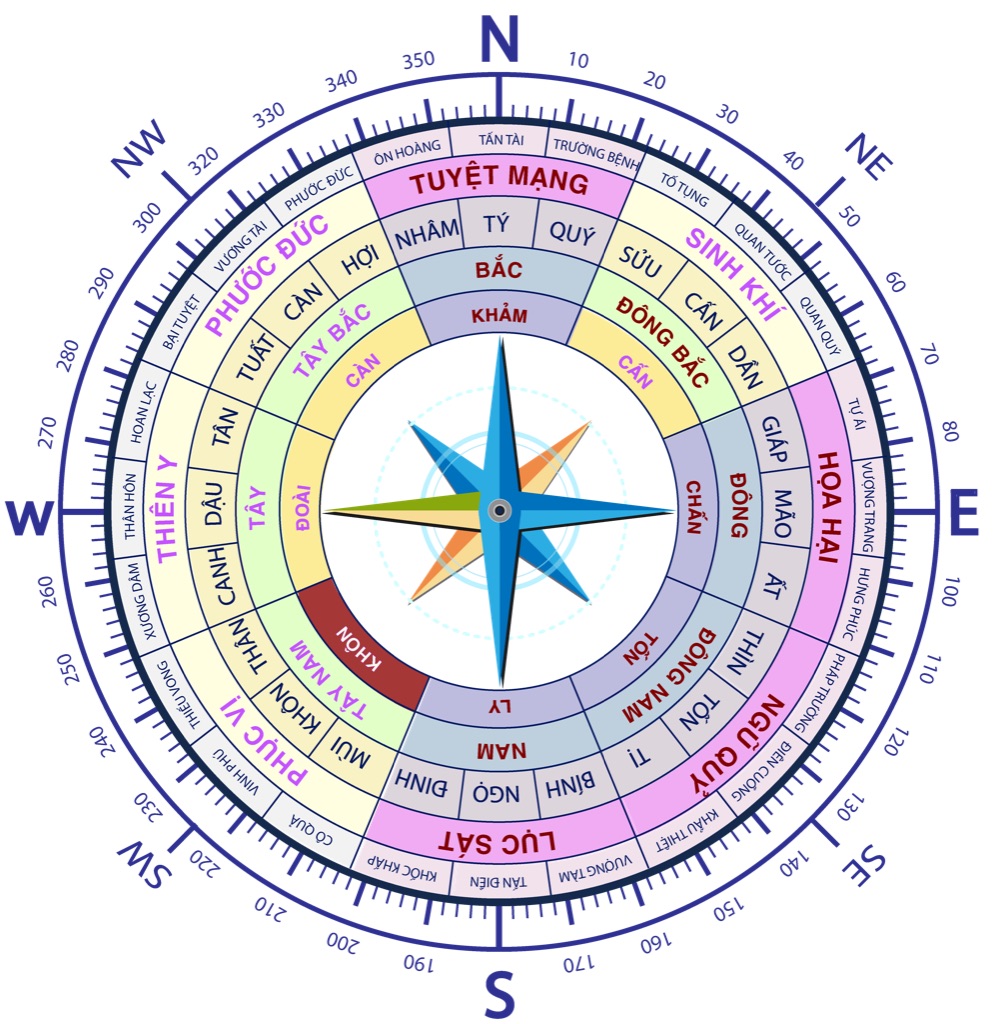 N
10
20
30
40
NE
50
60
70
80
E
100
110
120
130
SE
140
150
160
170
S
190
200
210
220
SW
230
240
250
260
W
270
280
290
300
NW
320
330
340
350
ÔN HOÀNG
TẤN TÀI
TRƯỜNG BỆNH
TỐ TỤNG
QUAN TƯỚC
QUAN QUÝ
TỰ ẢI
VƯỢNG TRANG
HƯNG PHÚC
PHÁP TRƯỜNG
ĐIÊN CUỒNG
KHẨU THIỆT
VƯỢNG TÀM
TẤN ĐIỀN
KHỐC KHẤP
CÔ QUẢ
VINH PHÚ
THIẾU VONG
XƯƠNG DÂM
THÂN HÔN
HOAN LẠC
BẠI TUYỆT
VƯỢNG TÀI
PHƯỚC ĐỨC
TUYỆT MẠNG
SINH KHÍ
HỌA HẠI
NGŨ QUỶ
LỤC SÁT
PHỤC VỊ
THIÊN Y
PHƯỚC ĐỨC
NHÂM
TÝ
QUÝ
SỬU
CẤN
DẦN
GIÁP
MÃO
ẤT
THÌN
TỐN
TỊ
BÍNH
NGỌ
ĐINH
MÙI
KHÔN
THÂN
CANH
DẬU
TÂN
TUẤT
CÀN
HỢI
BẮC
ĐÔNG BẮC
ĐÔNG
ĐÔNG NAM
NAM
TÂY NAM
TÂY
TÂY BẮC
KHẢM
CẤN
CHẤN
TỐN
LY
KHÔN
ĐOÀI
CÀN